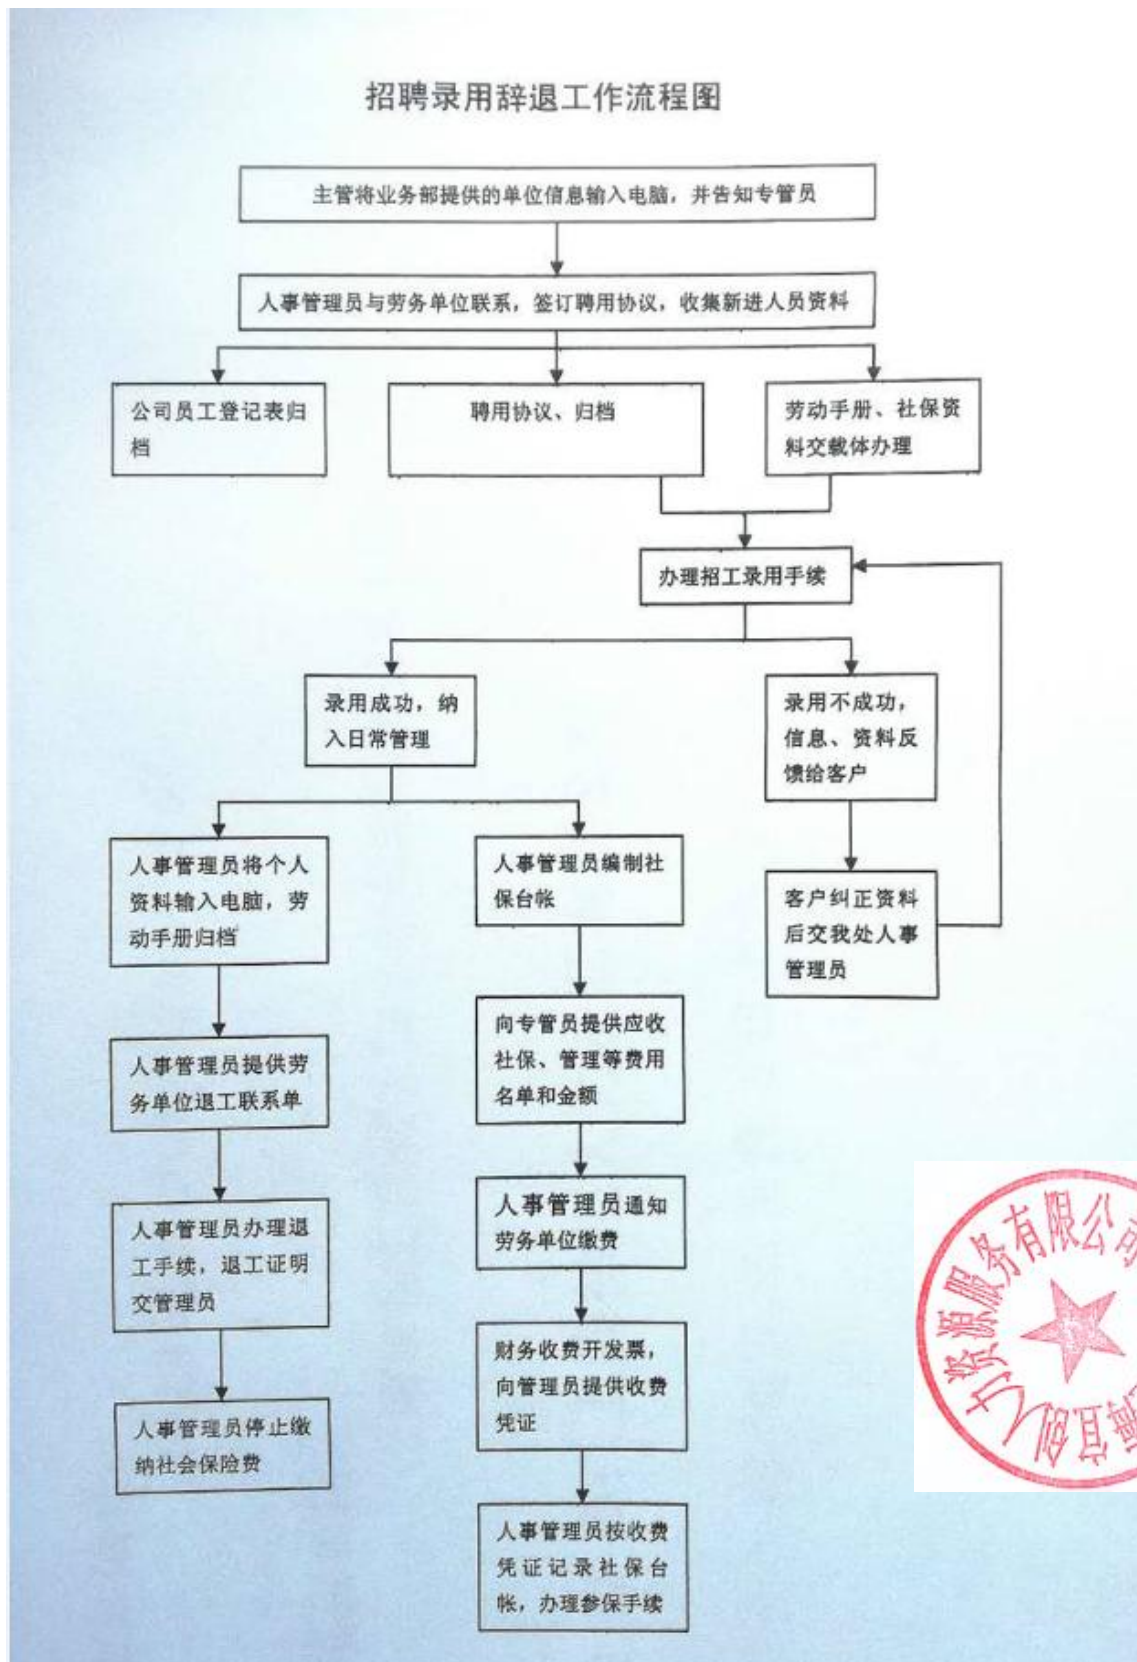 招聘录用辞退工作流程图
主管将业务部提供的单位信息输入电脑，并告知专管员
人事管理员与劳务单位联系，签订聘用协议，收集新进人员资料
公司员工登记表归
档
聘用协议、归档
劳动手册、社保资
料交载体办理
办理招工录用手续
录用成功，纳
入日常管理
录用不成功，
信息、资料反
馈给客户
人事管理员将个人
资料输入电脑，劳
动手册归档
人事管理员编制社
保台帐
客户纠正资料
后交我处人事
管理员
人事管理员提供劳
务单位退工联系单
向专管员提供应收
社保、管理等费用
名单和金额
人事管理员办理退
工手续，退工证明
交管理员
人事管理员通知
劳务单位缴费
财务收费开发票，
向管理员提供收费
凭证
人事管理员停止缴
纳社会保险费
人事管理员按收费
凭证记录社保台
帐，办理参保手续
海宜创人力资源服务有限公司